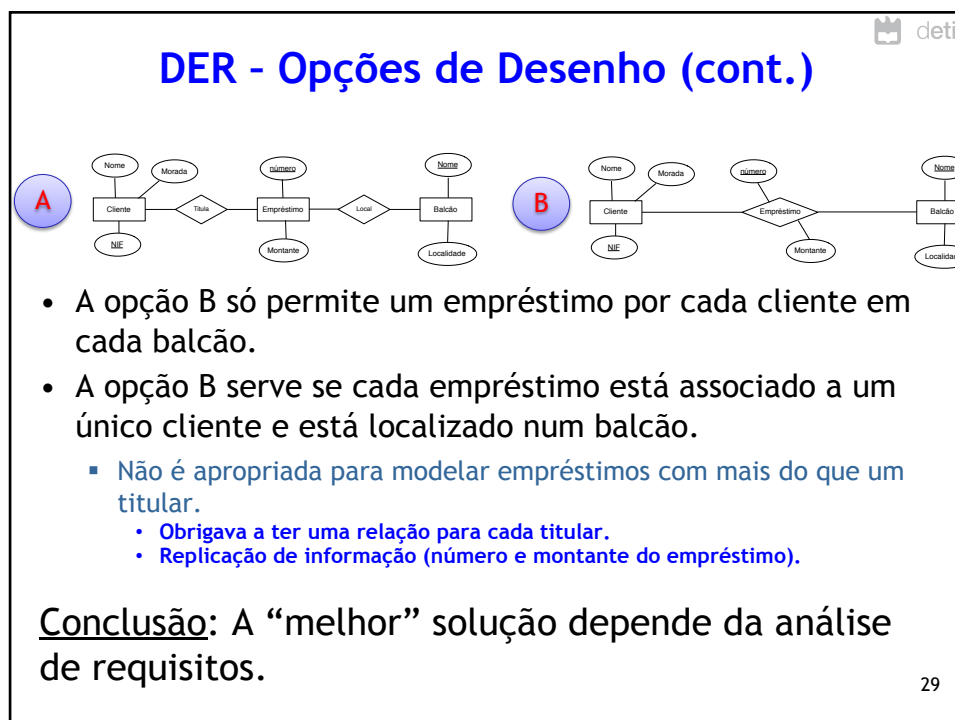 deti
DER – Opções de Desenho (cont.)
A
Nome
Morada
Cliente
NIF
Titula
número
Empréstimo
Montante
Local
Nome
Balcão
Localidade
B
Nome
Morada
Cliente
NIF
número
Empréstimo
Montante
Nome
Balcão
Localidad
• A opção B só permite um empréstimo por cada cliente em
cada balcão.
• A opção B serve se cada empréstimo está associado a um
único cliente e está localizado num balcão.
▪ Não é apropriada para modelar empréstimos com mais do que um
titular.
• Obrigava a ter uma relação para cada titular.
• Replicação de informação (número e montante do empréstimo).
Conclusão: A “melhor” solução depende da análise
de requisitos.
29